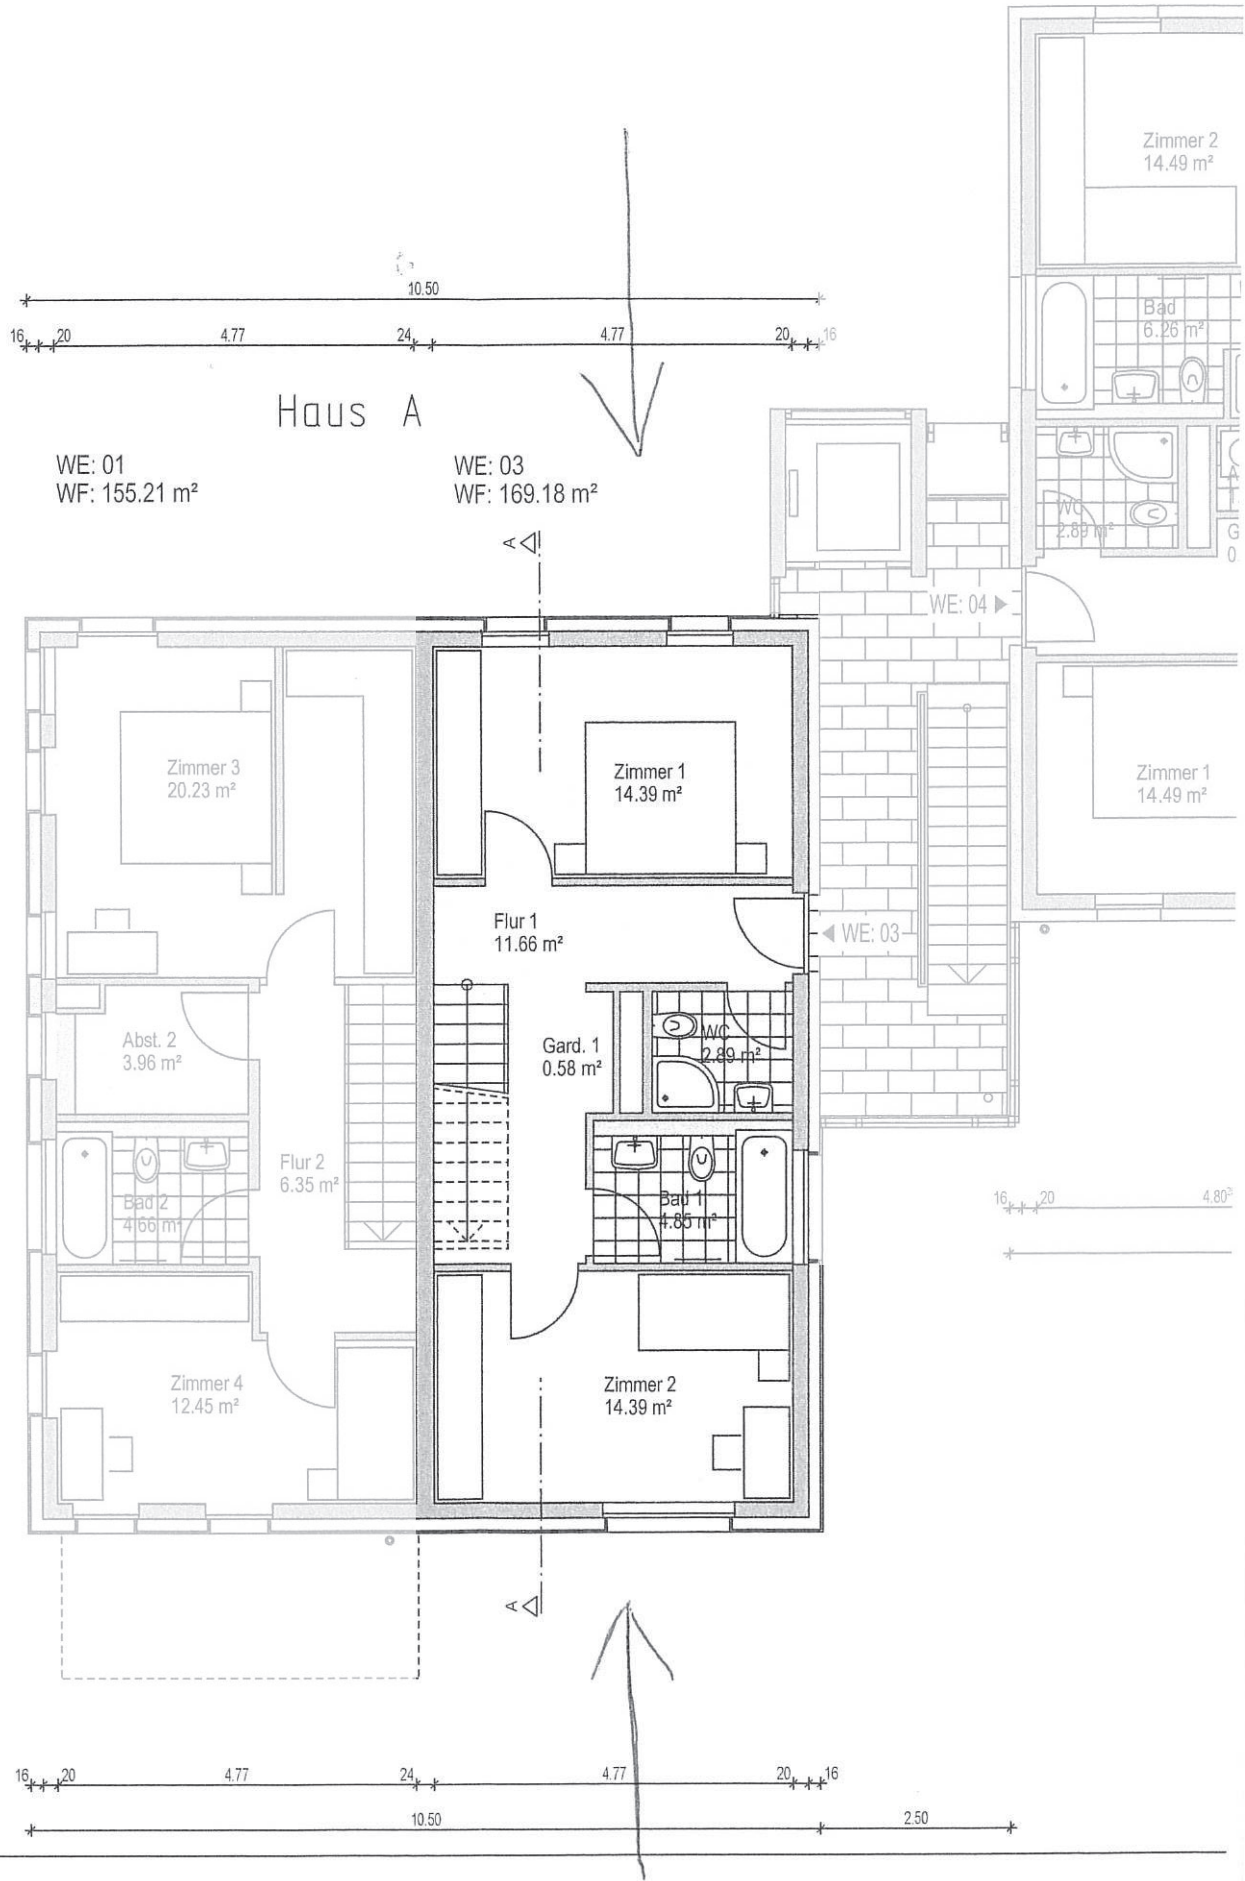 Zimmer 2
14.49 m²
10.50
16 20 4.77 24 4.77 20 16
Bad
6.26 m²
Haus A
WE: 01
WF: 155.21 m²
WE: 03
WF: 169.18 m²
A
WC
2.89 m²
G
0
WE: 04
Zimmer 3
20.23 m²
Zimmer 1
14.39 m²
Zimmer 1
14.49 m²
Flur 1
11.66 m²
WE: 03
Abst. 2
3.96 m²
Gard. 1
0.58 m²
WC
2.89 m²
Flur 2
6.35 m²
Bad 2
4.66 m²
Bad 1
4.85 m²
16 20 4.80
Zimmer 4
12.45 m²
Zimmer 2
14.39 m²
A
16 20 4.77 24 4.77 20 16
10.50 2.50